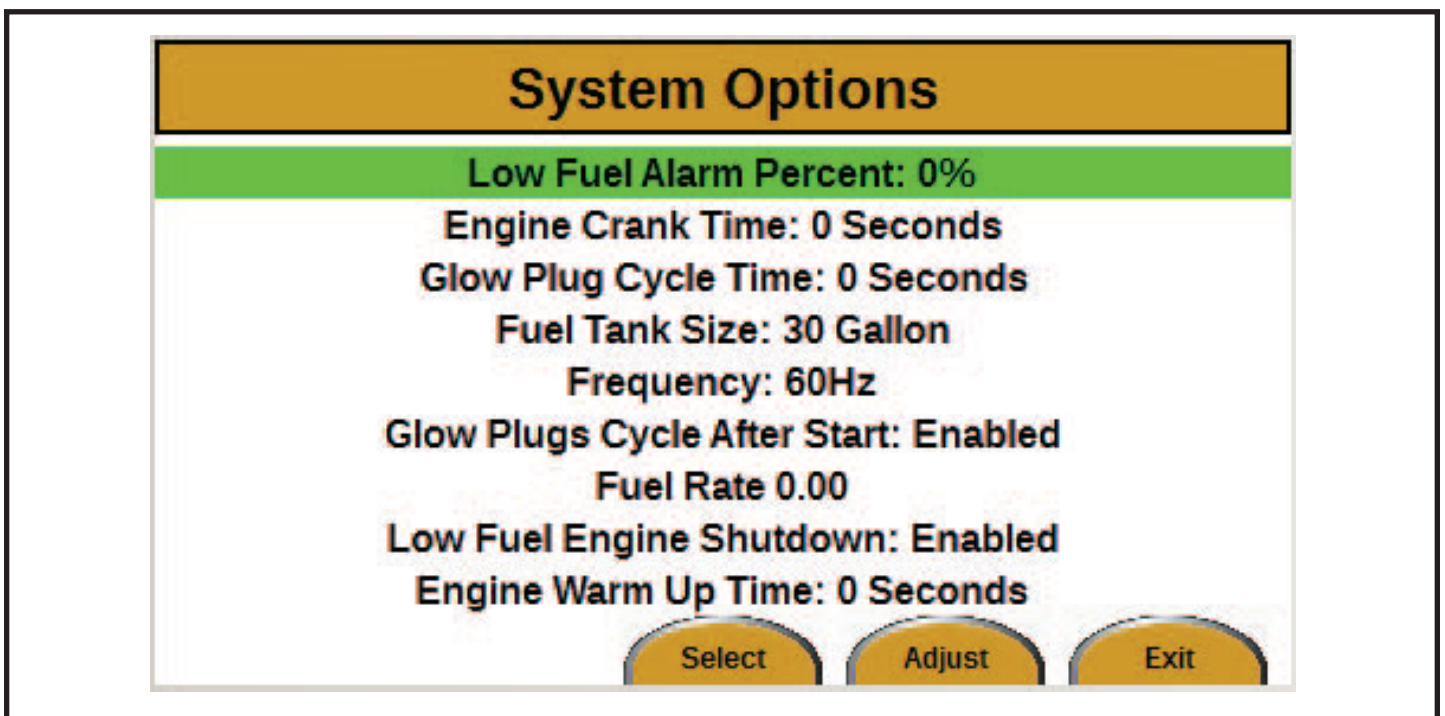 System Options
Low Fuel Alarm Percent: 0%
Engine Crank Time: 0 Seconds
Glow Plug Cycle Time: 0 Seconds
Fuel Tank Size: 30 Gallon
Frequency: 60Hz
Glow Plugs Cycle After Start: Enabled
Fuel Rate 0.00
Low Fuel Engine Shutdown: Enabled
Engine Warm Up Time: 0 Seconds
Select Adjust Exit